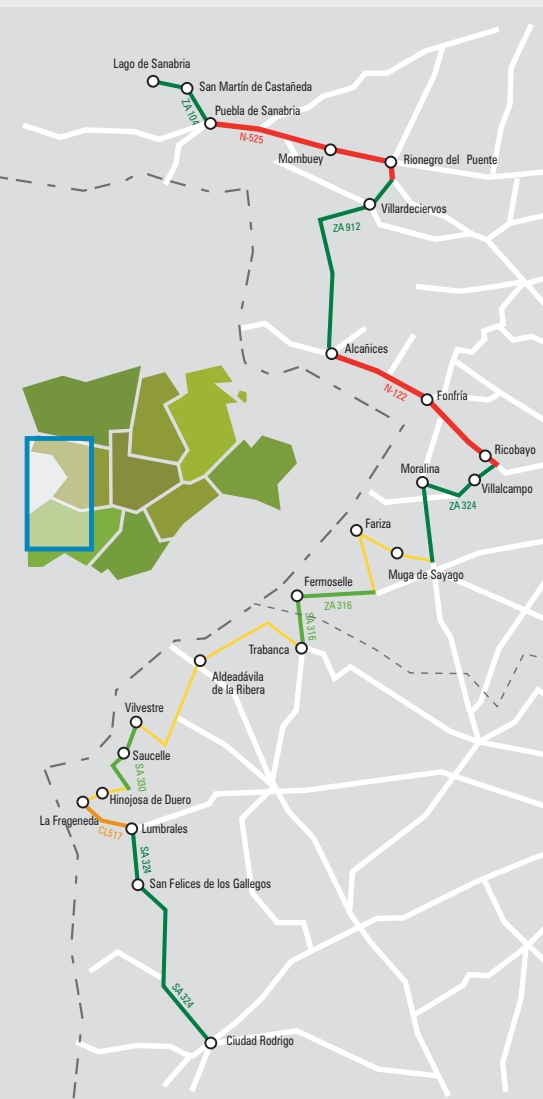 Lago de Sanabria
San Martín de Castañeda
ZA 104
Puebla de Sanabria
N-525
Mombuey
Rionegro del Puente
Villardeciervos
ZA 912
Alcañices
N-122
Fonfría
Ricobayo
Moralina
Villalcampo
ZA 324
Fariza
Muga de Sayago
Fermoselle
ZA 316
SA 316
Trabanca
Aldeadávila
de la Ribera
Vilvestre
Saucelle
SA 330
Hinojosa de Duero
La Fregeneda
CL517
Lumbrales
SA 324
San Felices de los Gallegos
SA 324
Ciudad Rodrigo